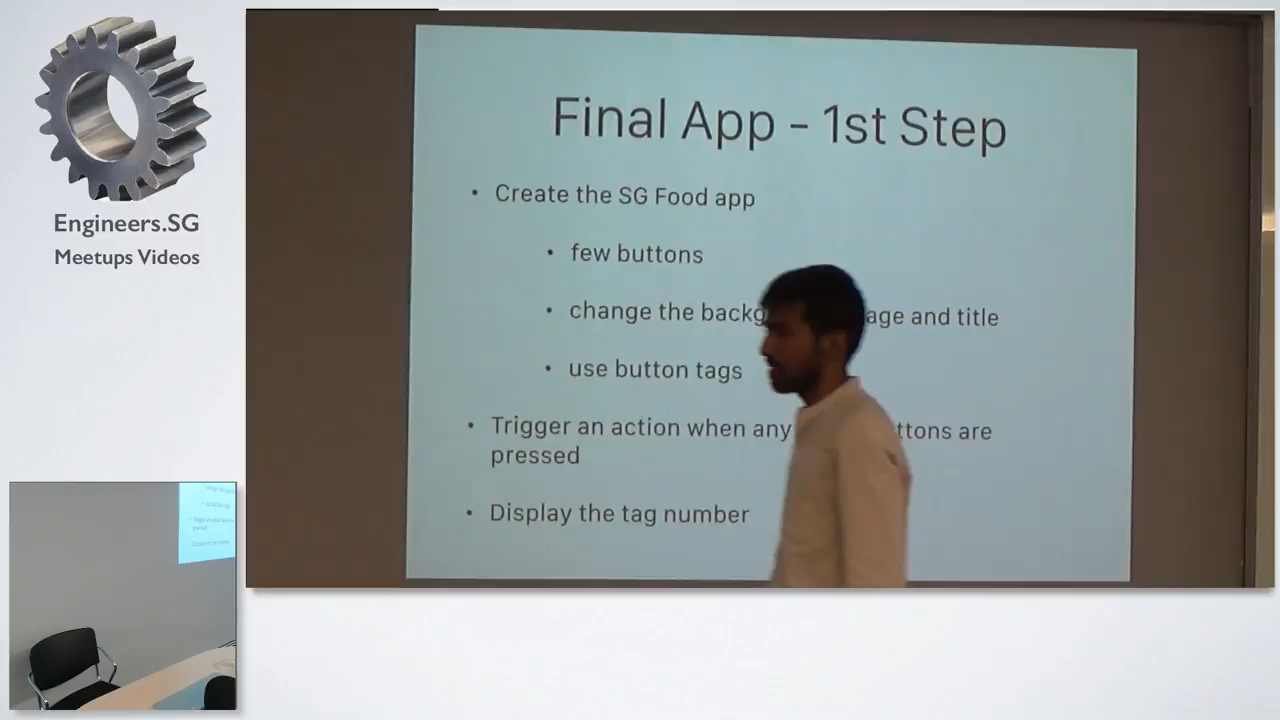 Engineers.SG
Meetups Videos
Final App - 1st Step
• Create the SG Food app
• few buttons
• change the backg age and title
• use button tags
• Trigger an action when any ttons are
pressed
• Display the tag number